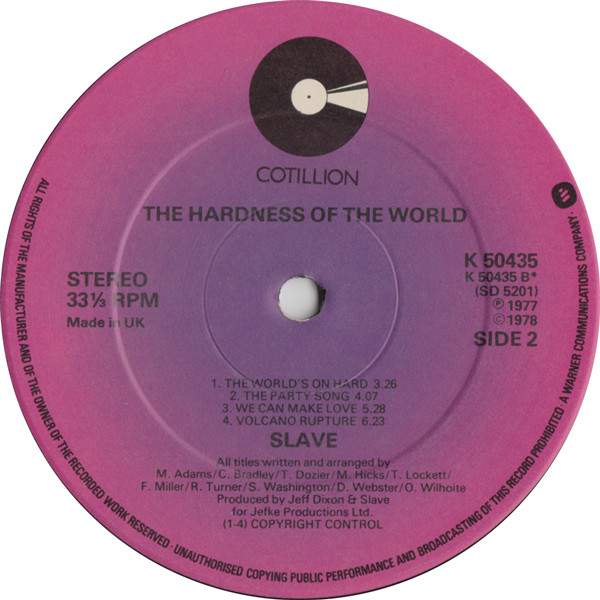 COTILLION
THE HARDNESS OF THE WORLD
STEREO
33⅓ RPM
Made in UK
K 50435
K 50435 B*
(SD 5201)
℗ 1977
© 1978
SIDE 2
1. THE WORLD'S ON HARD 3.26
2. THE PARTY SONG 4.07
3. WE CAN MAKE LOVE 5.28
4. VOLCANO RUPTURE 6.23
SLAVE
All titles written and arranged by
M. Adams/C. Bradley/T. Dozier/M. Hicks/T. Lockett/
F. Miller/R. Turner/S. Washington/D. Webster/O. Wilhoite
Produced by Jeff Dixon & Slave
for Jefke Productions Ltd.
(1-4) COPYRIGHT CONTROL
ALL RIGHTS OF THE MANUFACTURER AND OF THE OWNER OF THE RECORDED WORK RESERVED · UNAUTHORISED COPYING PUBLIC PERFORMANCE AND BROADCASTING OF THIS RECORD PROHIBITED · A WARNER COMMUNICATIONS COMPANY ·